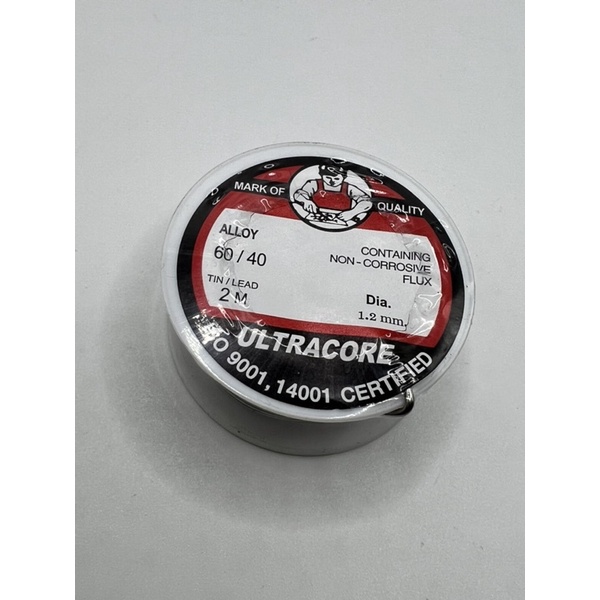 MARK OF QUALITY
ALLOY
60 / 40
TIN / LEAD
2 M
CONTAINING
NON-CORROSIVE
FLUX
Dia.
1.2 mm.
ULTRACORE
9001, 14001 CERTIFIED